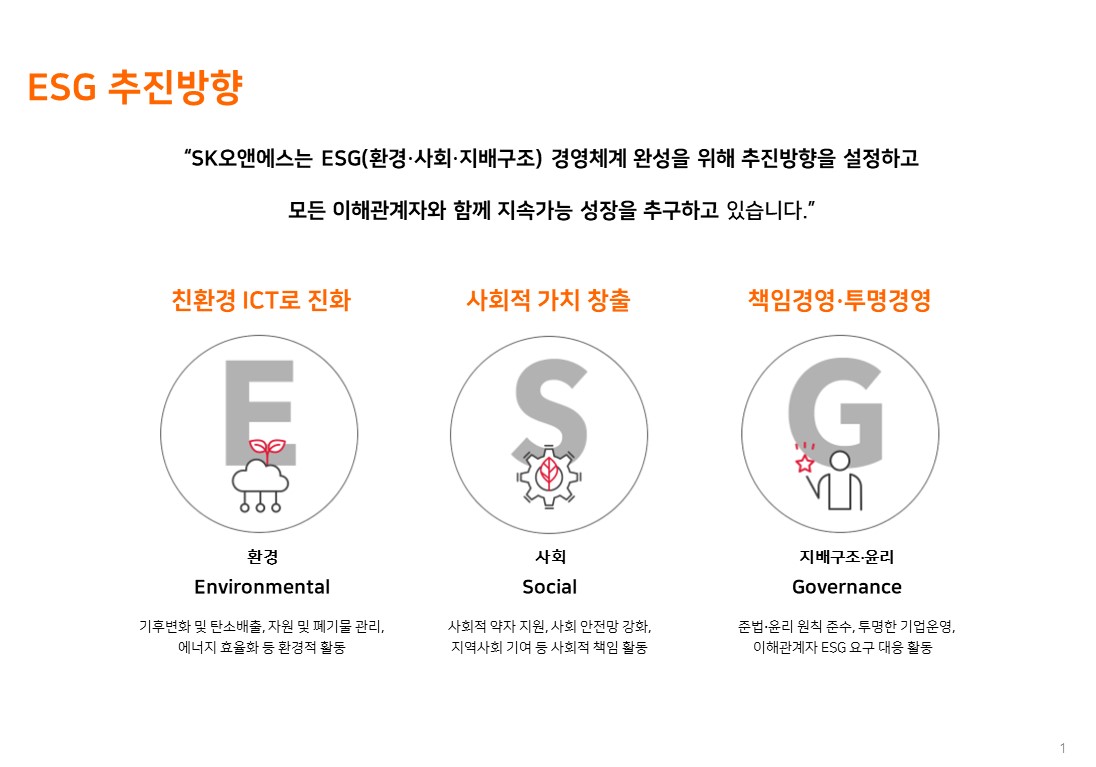 ESG 추진방향
“SK오앤에스는 ESG(환경·사회·지배구조) 경영체계 완성을 위해 추진방향을 설정하고
모든 이해관계자와 함께 지속가능 성장을 추구하고 있습니다.”
친환경 ICT로 진화
사회적 가치 창출
책임경영·투명경영
E
S
G
환경
Environmental
사회
Social
지배구조·윤리
Governance
기후변화 및 탄소배출, 자원 및 폐기물 관리,
에너지 효율화 등 환경적 활동
사회적 약자 지원, 사회 안전망 강화,
지역사회 기여 등 사회적 책임 활동
준법·윤리 원칙 준수, 투명한 기업운영,
이해관계자 ESG 요구 대응 활동
1